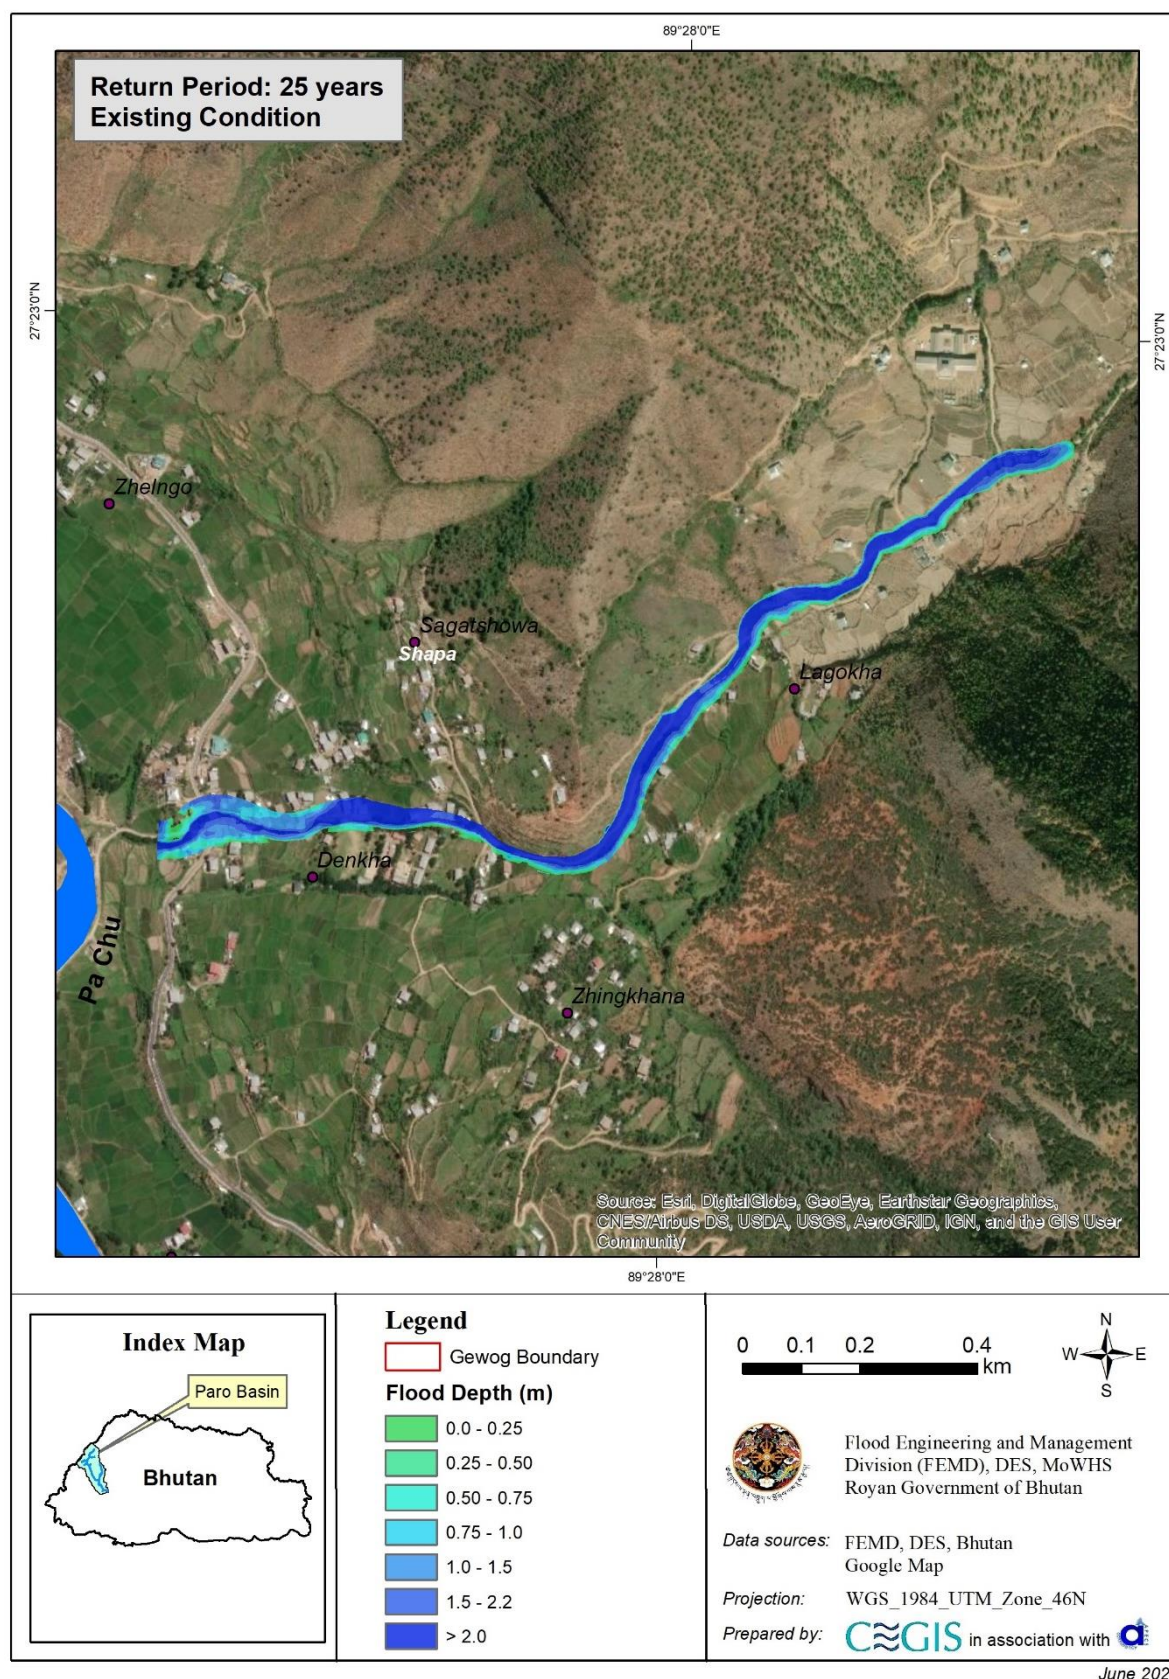 89°28'0"E
Return Period: 25 years
Existing Condition
27°23'0"N
27°23'0"N
Zhelngo
Sagatshowa
Shapa
Lagokha
Denkha
Pa Chu
Zhingkhana
Source: Esri, DigitalGlobe, GeoEye, Earthstar Geographics,
CNES/Airbus DS, USDA, USGS, AeroGRID, IGN, and the GIS User
Community
89°28'0"E
Index Map
Paro Basin
Bhutan
Legend
Gewog Boundary
Flood Depth (m)
0.0 - 0.25
0.25 - 0.50
0.50 - 0.75
0.75 - 1.0
1.0 - 1.5
1.5 - 2.2
> 2.0
0 0.1 0.2 0.4
km
N
W E
S
Flood Engineering and Management
Division (FEMD), DES, MoWHS
Royan Government of Bhutan
Data sources: FEMD, DES, Bhutan
Google Map
Projection: WGS_1984_UTM_Zone_46N
Prepared by: CEGIS in association with
June 202